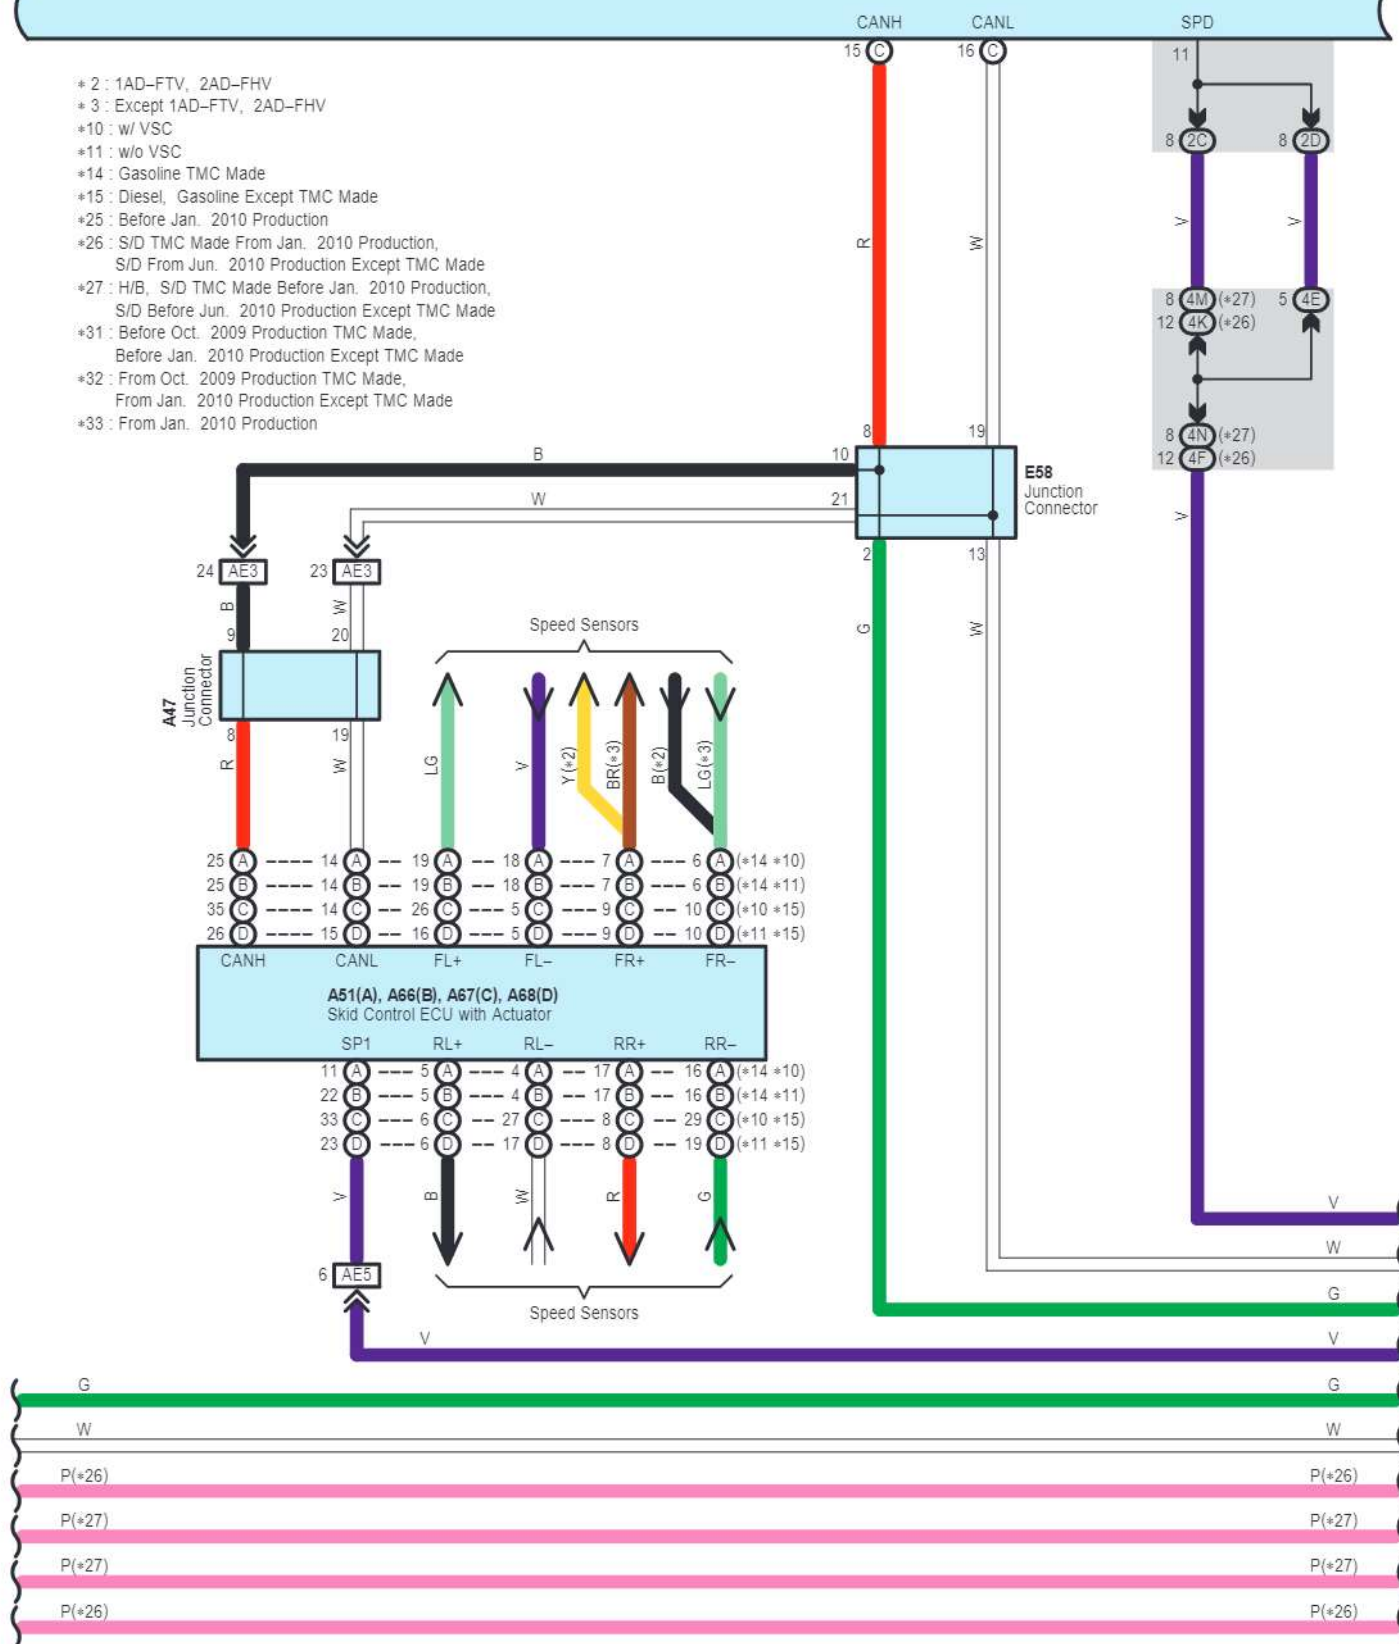 CANH CANL SPD
15 C 16 C 11
* 2 : 1AD–FTV, 2AD–FHV
* 3 : Except 1AD–FTV, 2AD–FHV
*10 : w/ VSC
*11 : w/o VSC
*14 : Gasoline TMC Made
*15 : Diesel, Gasoline Except TMC Made
*25 : Before Jan. 2010 Production
*26 : S/D TMC Made From Jan. 2010 Production,
S/D From Jun. 2010 Production Except TMC Made
*27 : H/B, S/D TMC Made Before Jan. 2010 Production,
S/D Before Jun. 2010 Production Except TMC Made
*31 : Before Oct. 2009 Production TMC Made,
Before Jan. 2010 Production Except TMC Made
*32 : From Oct. 2009 Production TMC Made,
From Jan. 2010 Production Except TMC Made
*33 : From Jan. 2010 Production
8 2C 8 2D
V V
R W
8 4M (*27) 5 4E
12 4K (*26)
8 4N (*27)
12 4F (*26)
V
8 19
B 10
W 21
E58
Junction
Connector
2 13
G W
24 AE3 23 AE3
B W
9 20
A47
Junction
Connector
8 19
R W
Speed Sensors
LG V Y(*2) BR(*3) B(*2) LG(*3)
25 A 14 A 19 A 18 A 7 A 6 A (*14 *10)
25 B 14 B 19 B 18 B 7 B 6 B (*14 *11)
35 C 14 C 26 C 5 C 9 C 10 C (*10 *15)
26 D 15 D 16 D 5 D 9 D 10 D (*11 *15)
CANH CANL FL+ FL– FR+ FR–
A51(A), A66(B), A67(C), A68(D)
Skid Control ECU with Actuator
SP1 RL+ RL– RR+ RR–
11 A 5 A 4 A 17 A 16 A (*14 *10)
22 B 5 B 4 B 17 B 16 B (*14 *11)
33 C 6 C 27 C 8 C 29 C (*10 *15)
23 D 6 D 17 D 8 D 19 D (*11 *15)
V B W R G
6 AE5
Speed Sensors
V
W
G
V V
G G
W W
P(*26) P(*26)
P(*27) P(*27)
P(*27) P(*27)
P(*26) P(*26)